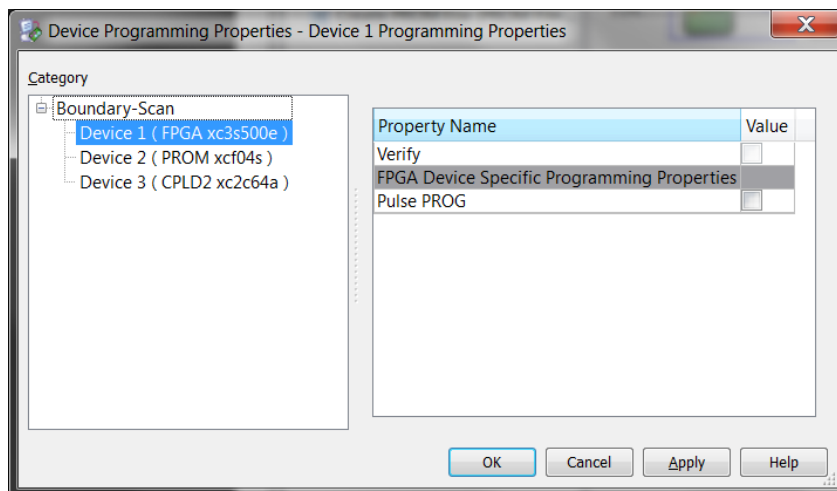 Device Programming Properties - Device 1 Programming Properties
X
Category
Boundary-Scan
Device 1 ( FPGA xc3s500e )
Device 2 ( PROM xcf04s )
Device 3 ( CPLD2 xc2c64a )
Property Name Value
Verify
FPGA Device Specific Programming Properties
Pulse PROG
OK Cancel Apply Help